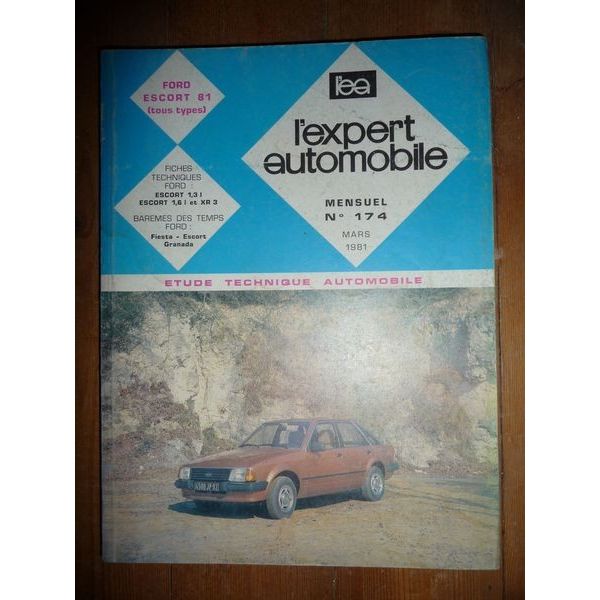 FORD
ESCORT 81
(tous types)
l'ea
l'expert
automobile
FICHES
TECHNIQUES
FORD :
ESCORT 1,3 l
ESCORT 1,6 l et XR 3
BAREMES DES TEMPS
FORD :
Fiesta - Escort
Granada
MENSUEL
N° 174
MARS
1981
ETUDE TECHNIQUE AUTOMOBILE